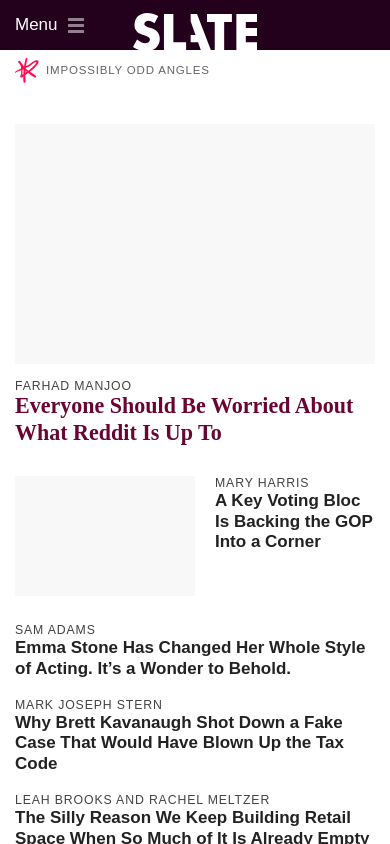 Menu
SLATE
IMPOSSIBLY ODD ANGLES
FARHAD MANJOO
Everyone Should Be Worried About
What Reddit Is Up To
MARY HARRIS
A Key Voting Bloc
Is Backing the GOP
Into a Corner
SAM ADAMS
Emma Stone Has Changed Her Whole Style
of Acting. It’s a Wonder to Behold.
MARK JOSEPH STERN
Why Brett Kavanaugh Shot Down a Fake
Case That Would Have Blown Up the Tax
Code
LEAH BROOKS AND RACHEL MELTZER
The Silly Reason We Keep Building Retail
Space When So Much of It Is Already Empty